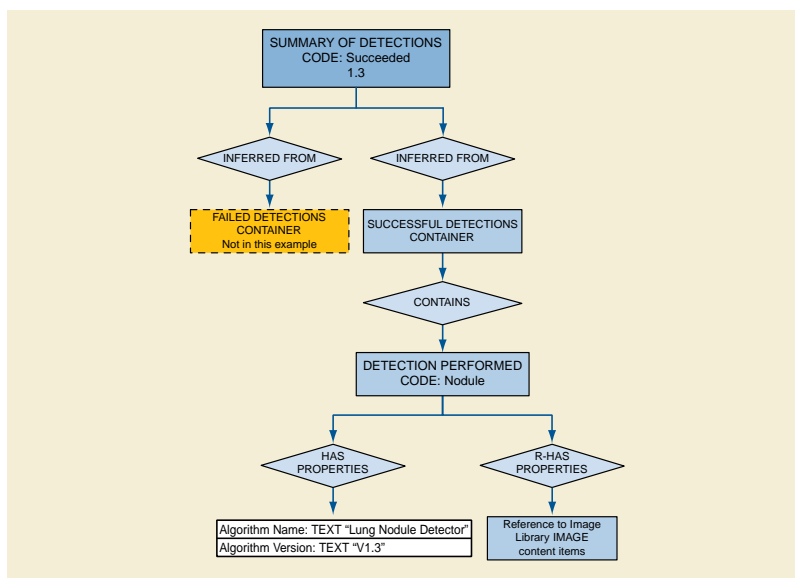 SUMMARY OF DETECTIONS
CODE: Succeeded
1.3
INFERRED FROM
INFERRED FROM
FAILED DETECTIONS
CONTAINER
Not in this example
SUCCESSFUL DETECTIONS
CONTAINER
CONTAINS
DETECTION PERFORMED
CODE: Nodule
HAS
PROPERTIES
R-HAS
PROPERTIES
Algorithm Name: TEXT “Lung Nodule Detector”
Algorithm Version: TEXT “V1.3”
Reference to Image
Library IMAGE
content items